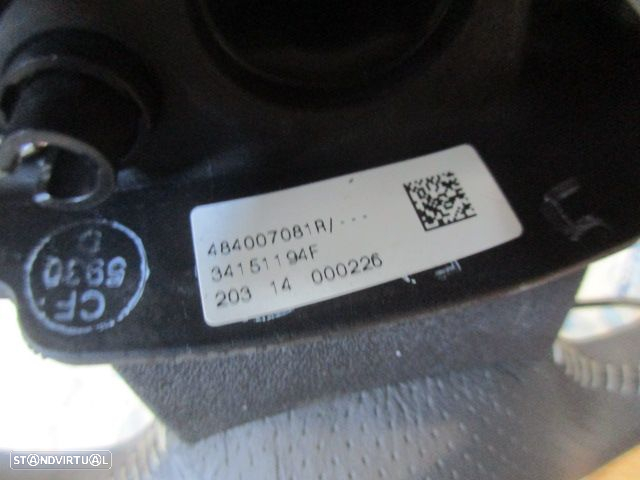 484007081R/---
34151194F
203 14 000226
CF
5930
D
STANDVIRTUAL